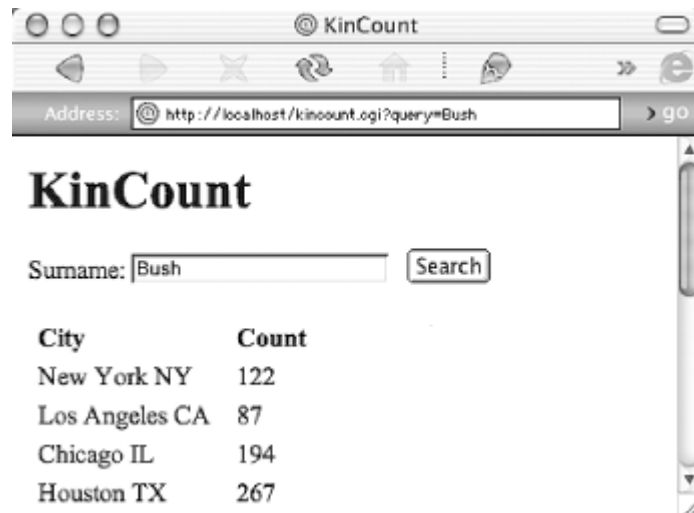 KinCount
Address: http://localhost/kincount.cgi?query=Bush go
KinCount
Surname: Bush Search
City Count
New York NY 122
Los Angeles CA 87
Chicago IL 194
Houston TX 267